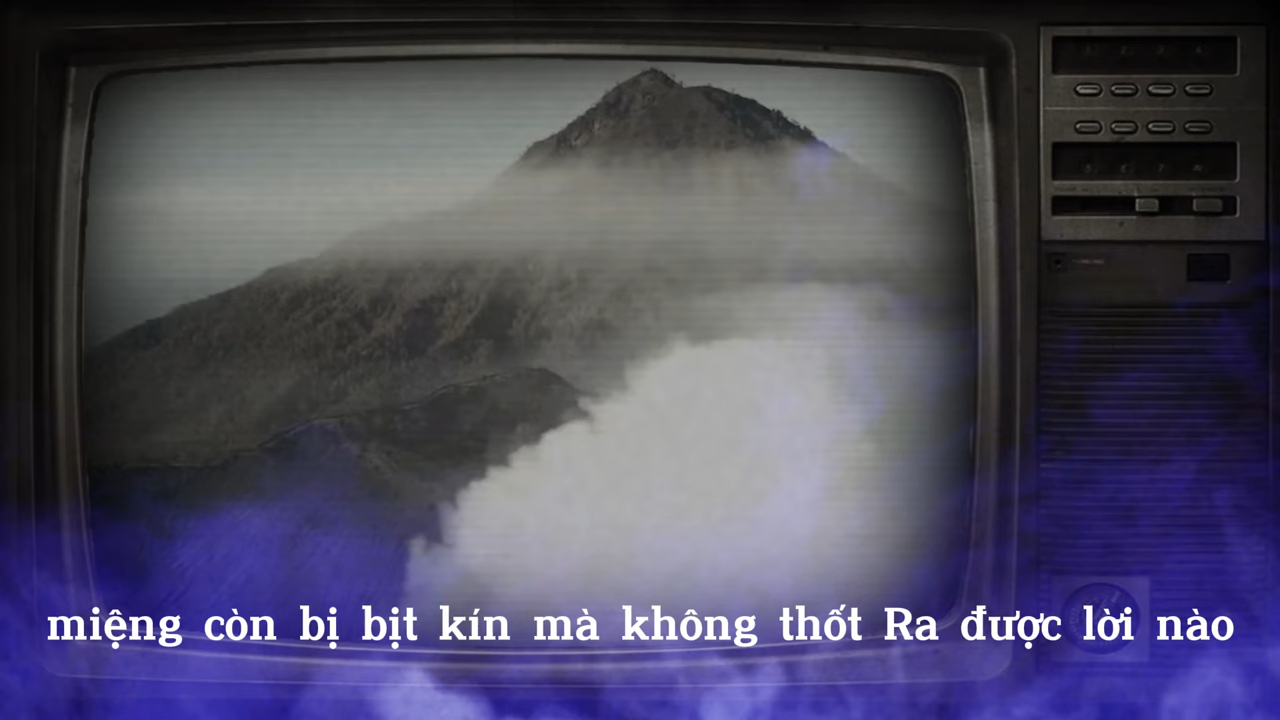 miệng còn bị bịt kín mà không thốt Ra được lời nào